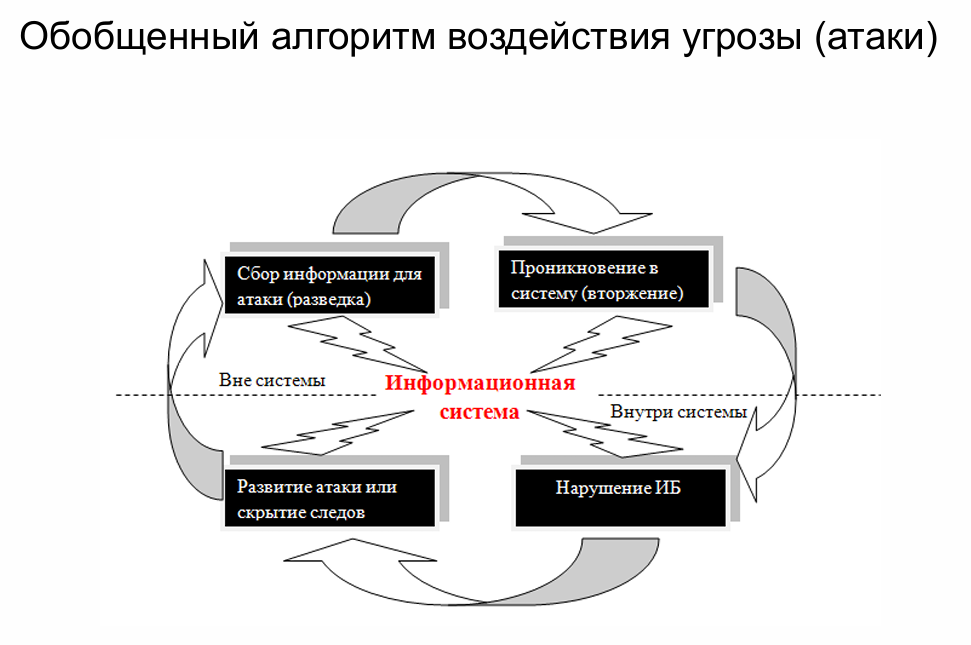 Обобщенный алгоритм воздействия угрозы (атаки)
Сбор информации для
атаки (разведка)
Проникновение в
систему (вторжение)
Вне системы
Информационная
система
Внутри системы
Развитие атаки или
скрытие следов
Нарушение ИБ